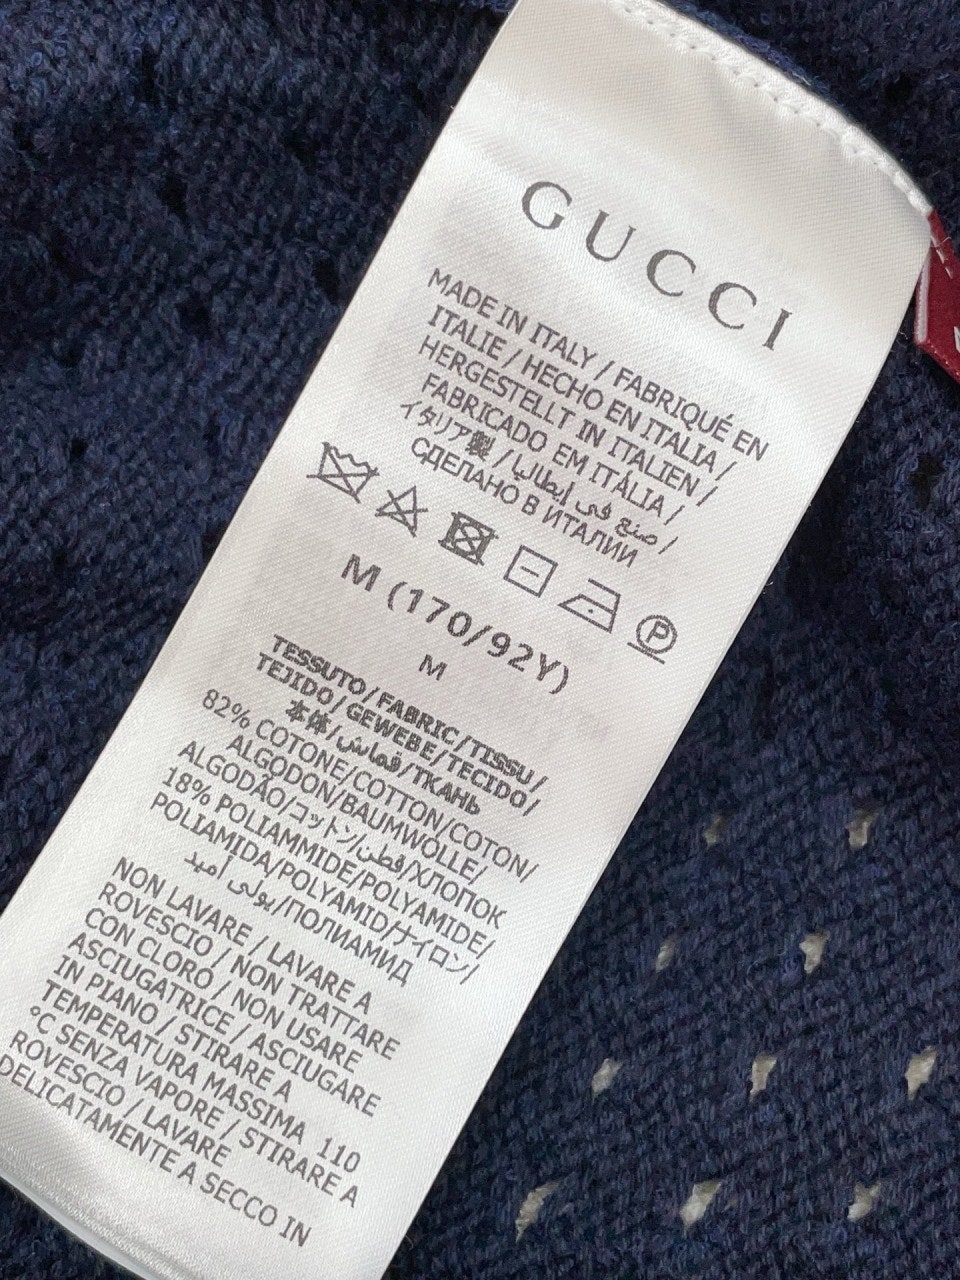 GUCCI
MADE IN ITALY / FABRIQUÉ EN
ITALIE / HECHO EN ITALIA /
HERGESTELLT IN ITALIEN /
FABRICADO EM ITÁLIA /
イタリア製 / صنع في إيطاليا /
СДЕЛАНО В ИТАЛИИ
P
M (170/92Y)
M
TESSUTO/FABRIC/TISSU/
TEJIDO/GEWEBE/TECIDO/
本体/قماش/ТКАНЬ
82% COTONE/COTTON/COTON/
ALGODON/BAUMWOLLE/
ALGODÃO/コットン/قطن/ХЛОПОК
18% POLIAMMIDE/POLYAMIDE/
POLIAMIDA/POLYAMID/ナイロン/
بولي أميد/ПОЛИАМИД
NON LAVARE / LAVARE A
ROVESCIO / NON TRATTARE
CON CLORO / NON USARE
ASCIUGATRICE / ASCIUGARE
IN PIANO / STIRARE A
TEMPERATURA MASSIMA 110
°C SENZA VAPORE / STIRARE A
ROVESCIO / LAVARE
DELICATAMENTE A SECCO IN